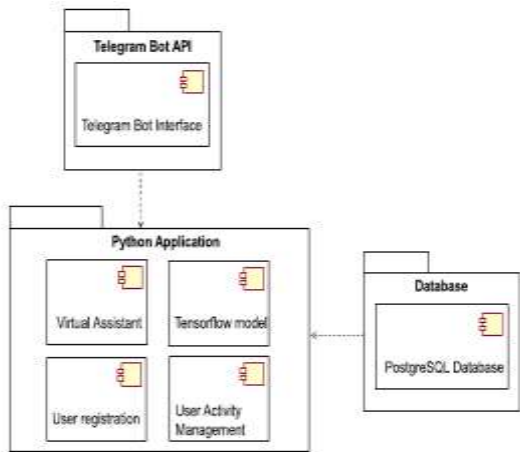 Telegram Bot API
Telegram Bot Interface
Python Application
Virtual Assistant
Tensorflow model
User registration
User Activity
Management
Database
PostgreSQL Database